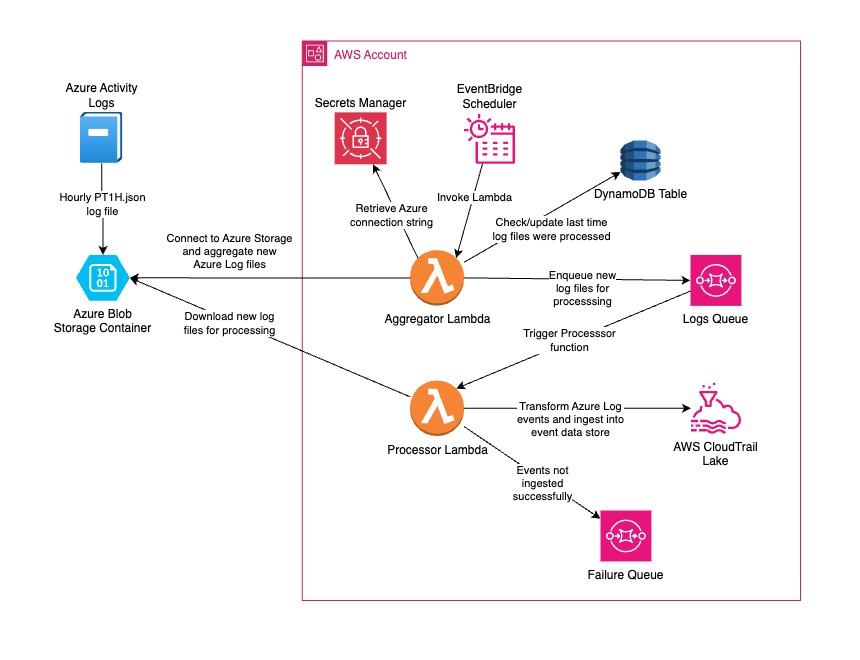 AWS Account
Azure Activity
Logs
Secrets Manager
EventBridge
Scheduler
DynamoDB Table
Hourly PT1H.json
log file
Retrieve Azure
connection string
Invoke Lambda
Check/update last time
log files were processed
Connect to Azure Storage
and aggregate new
Azure Log files
10
01
Azure Blob
Storage Container
Aggregator Lambda
Enqueue new
log files for
processsing
Logs Queue
Download new log
files for processing
Trigger Processsor
function
Processor Lambda
Transform Azure Log
events and ingest into
event data store
AWS CloudTrail
Lake
Events not
ingested
successfully
Failure Queue